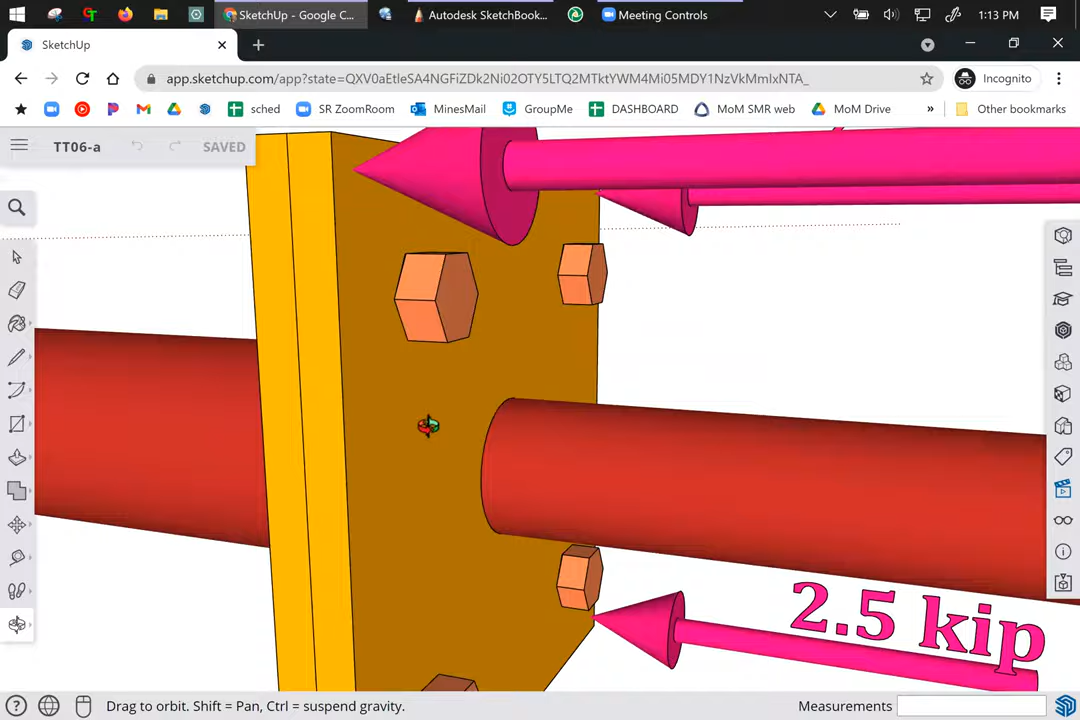 SketchUp - Google C...
Autodesk SketchBook...
Meeting Controls
1:13 PM
SketchUp
app.sketchup.com/app?state=QXV0aEtleSA4NGFiZDk2Ni02OTY5LTQ2MTktYWM4Mi05MDY1NzVkMmIxNTA_
Incognito
sched
SR ZoomRoom
MinesMail
GroupMe
DASHBOARD
MoM SMR web
MoM Drive
»
Other bookmarks
TT06-a
SAVED
2.5 kip
Drag to orbit. Shift = Pan, Ctrl = suspend gravity.
Measurements